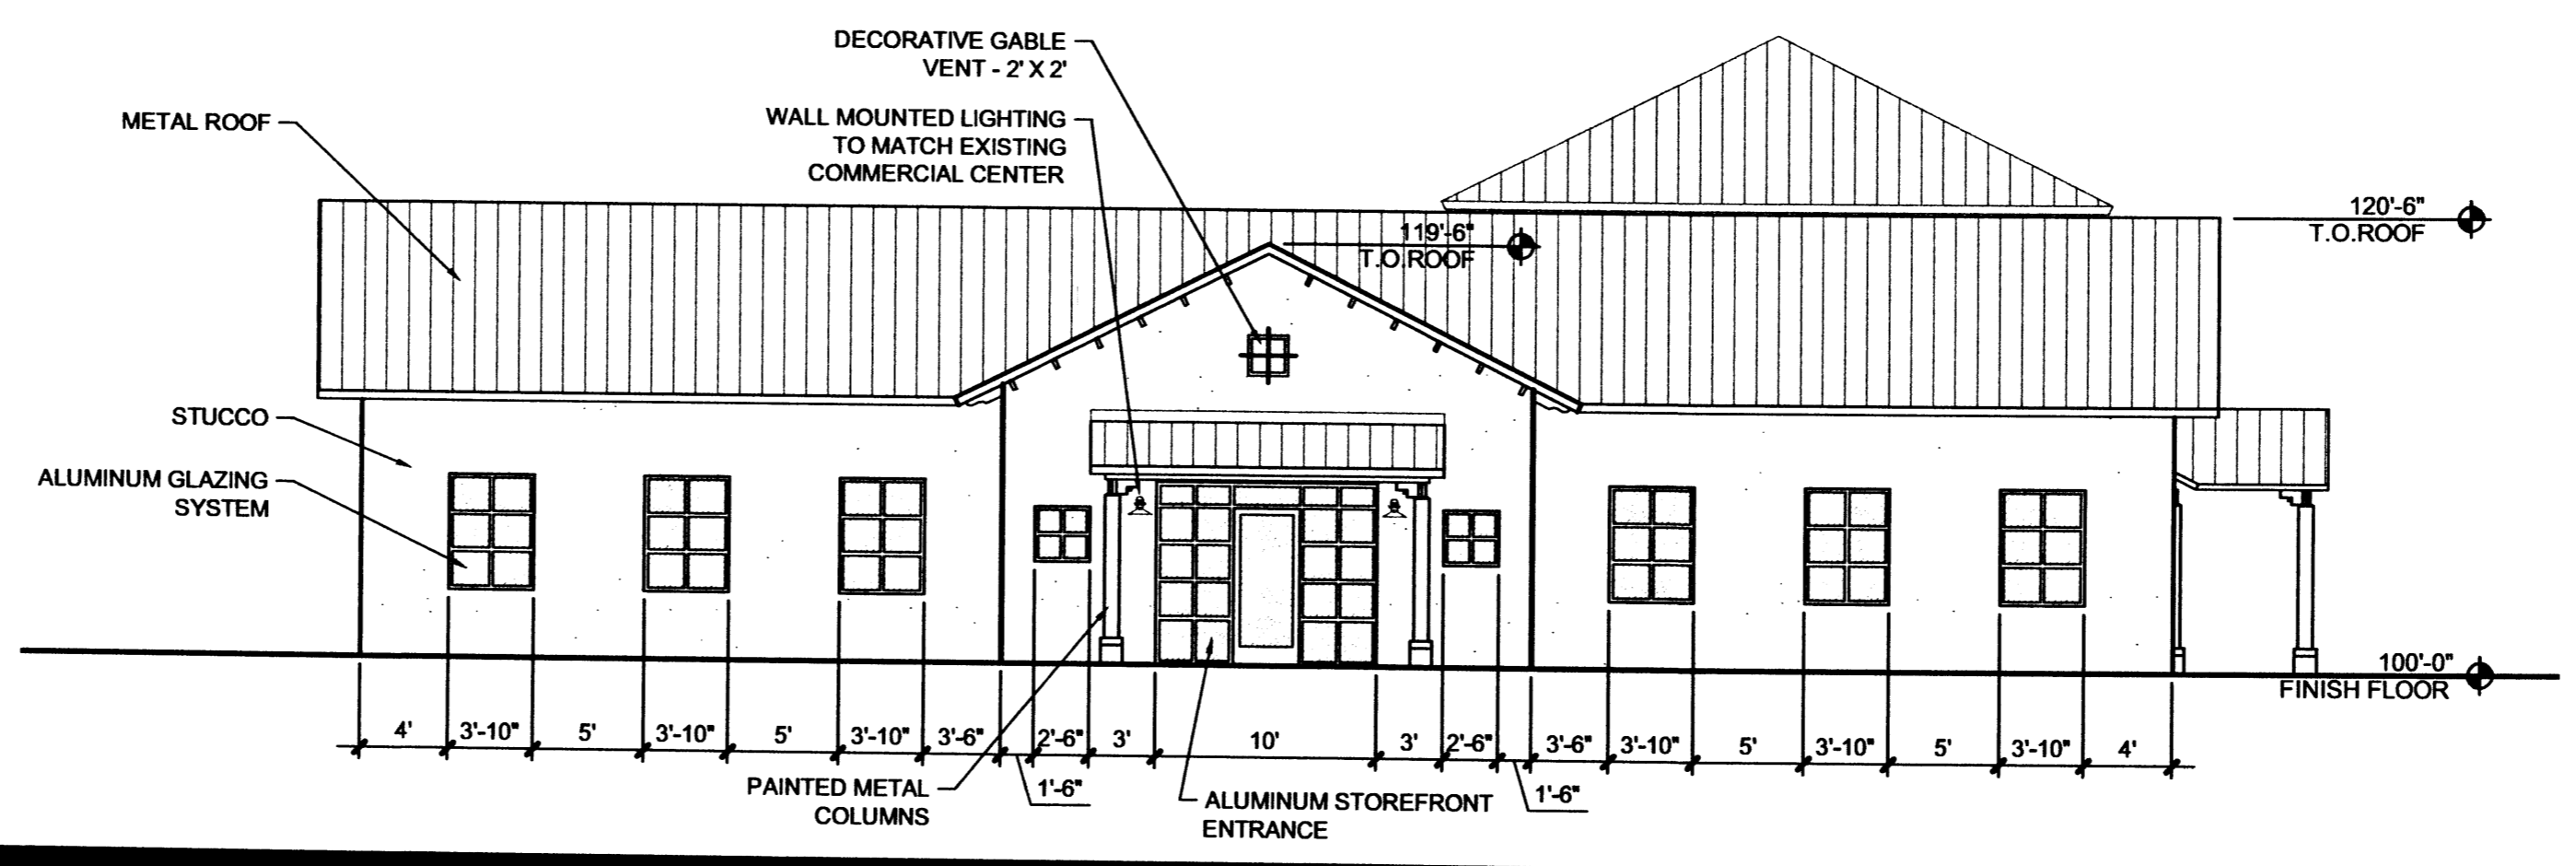 DECORATIVE GABLE
VENT - 2' X 2'
METAL ROOF
WALL MOUNTED LIGHTING
TO MATCH EXISTING
COMMERCIAL CENTER
120'-6"
T.O.ROOF
119'-6"
T.O.ROOF
STUCCO
ALUMINUM GLAZING
SYSTEM
100'-0"
FINISH FLOOR
4' 3'-10" 5' 3'-10" 5' 3'-10" 3'-6" 2'-6" 3' 10' 3' 2'-6" 3'-6" 3'-10" 5' 3'-10" 5' 3'-10" 4'
1'-6" 1'-6"
PAINTED METAL
COLUMNS
ALUMINUM STOREFRONT
ENTRANCE